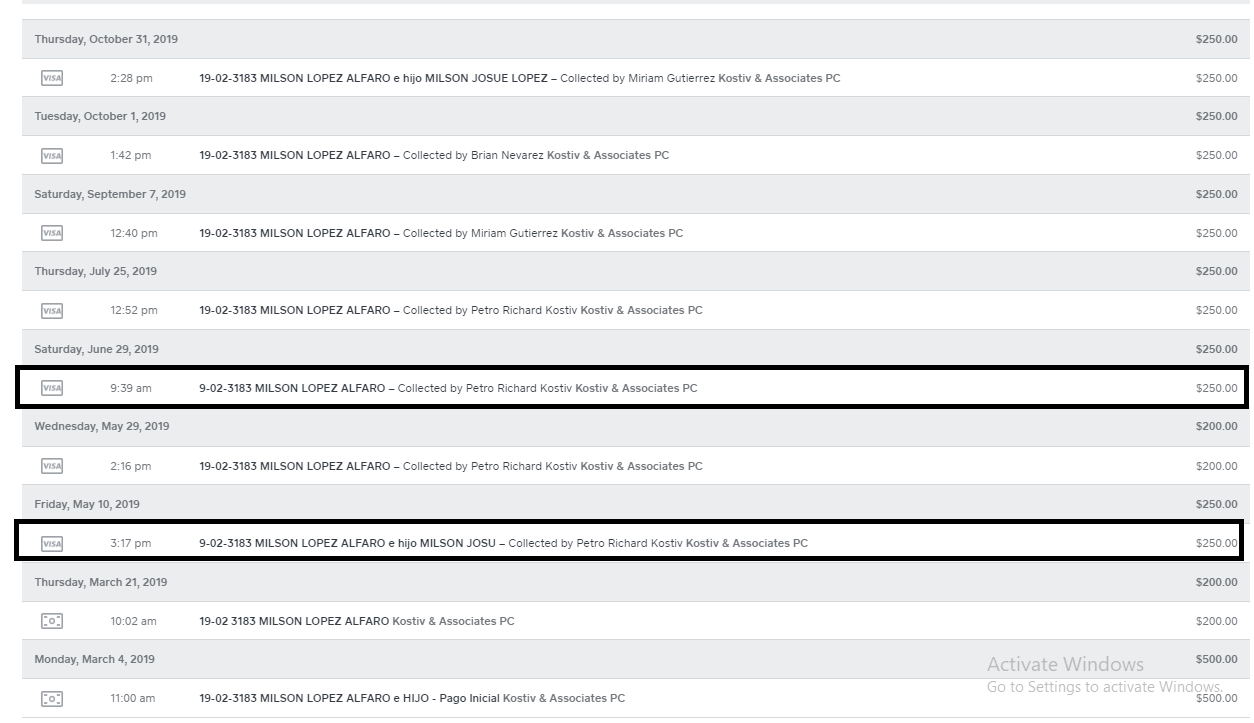 Thursday, October 31, 2019 $250.00
VISA 2:28 pm 19-02-3183 MILSON LOPEZ ALFARO e hijo MILSON JOSUE LOPEZ – Collected by Miriam Gutierrez Kostiv & Associates PC $250.00
Tuesday, October 1, 2019 $250.00
VISA 1:42 pm 19-02-3183 MILSON LOPEZ ALFARO – Collected by Brian Nevarez Kostiv & Associates PC $250.00
Saturday, September 7, 2019 $250.00
VISA 12:40 pm 19-02-3183 MILSON LOPEZ ALFARO – Collected by Miriam Gutierrez Kostiv & Associates PC $250.00
Thursday, July 25, 2019 $250.00
VISA 12:52 pm 19-02-3183 MILSON LOPEZ ALFARO – Collected by Petro Richard Kostiv Kostiv & Associates PC $250.00
Saturday, June 29, 2019 $250.00
VISA 9:39 am 9-02-3183 MILSON LOPEZ ALFARO – Collected by Petro Richard Kostiv Kostiv & Associates PC $250.00
Wednesday, May 29, 2019 $200.00
VISA 2:16 pm 19-02-3183 MILSON LOPEZ ALFARO – Collected by Petro Richard Kostiv Kostiv & Associates PC $200.00
Friday, May 10, 2019 $250.00
VISA 3:17 pm 9-02-3183 MILSON LOPEZ ALFARO e hijo MILSON JOSU – Collected by Petro Richard Kostiv Kostiv & Associates PC $250.00
Thursday, March 21, 2019 $200.00
10:02 am 19-02 3183 MILSON LOPEZ ALFARO Kostiv & Associates PC $200.00
Monday, March 4, 2019 $500.00
11:00 am 19-02-3183 MILSON LOPEZ ALFARO e HIJO - Pago Inicial Kostiv & Associates PC $500.00
Activate Windows
Go to Settings to activate Windows.